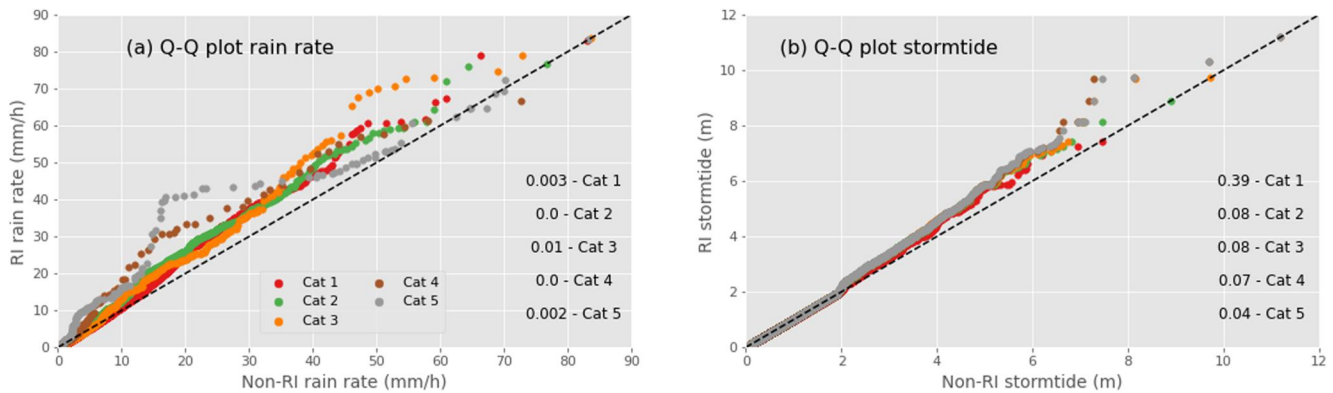 (a) Q-Q plot rain rate
RI rain rate (mm/h)
90
80
70
60
50
40
30
20
10
0
0 10 20 30 40 50 60 70 80 90
Non-RI rain rate (mm/h)
Cat 1
Cat 2
Cat 3
Cat 4
Cat 5
0.003 - Cat 1
0.0 - Cat 2
0.01 - Cat 3
0.0 - Cat 4
0.002 - Cat 5
(b) Q-Q plot stormtide
RI stormtide (m)
12
10
8
6
4
2
0
0 2 4 6 8 10 12
Non-RI stormtide (m)
0.39 - Cat 1
0.08 - Cat 2
0.08 - Cat 3
0.07 - Cat 4
0.04 - Cat 5